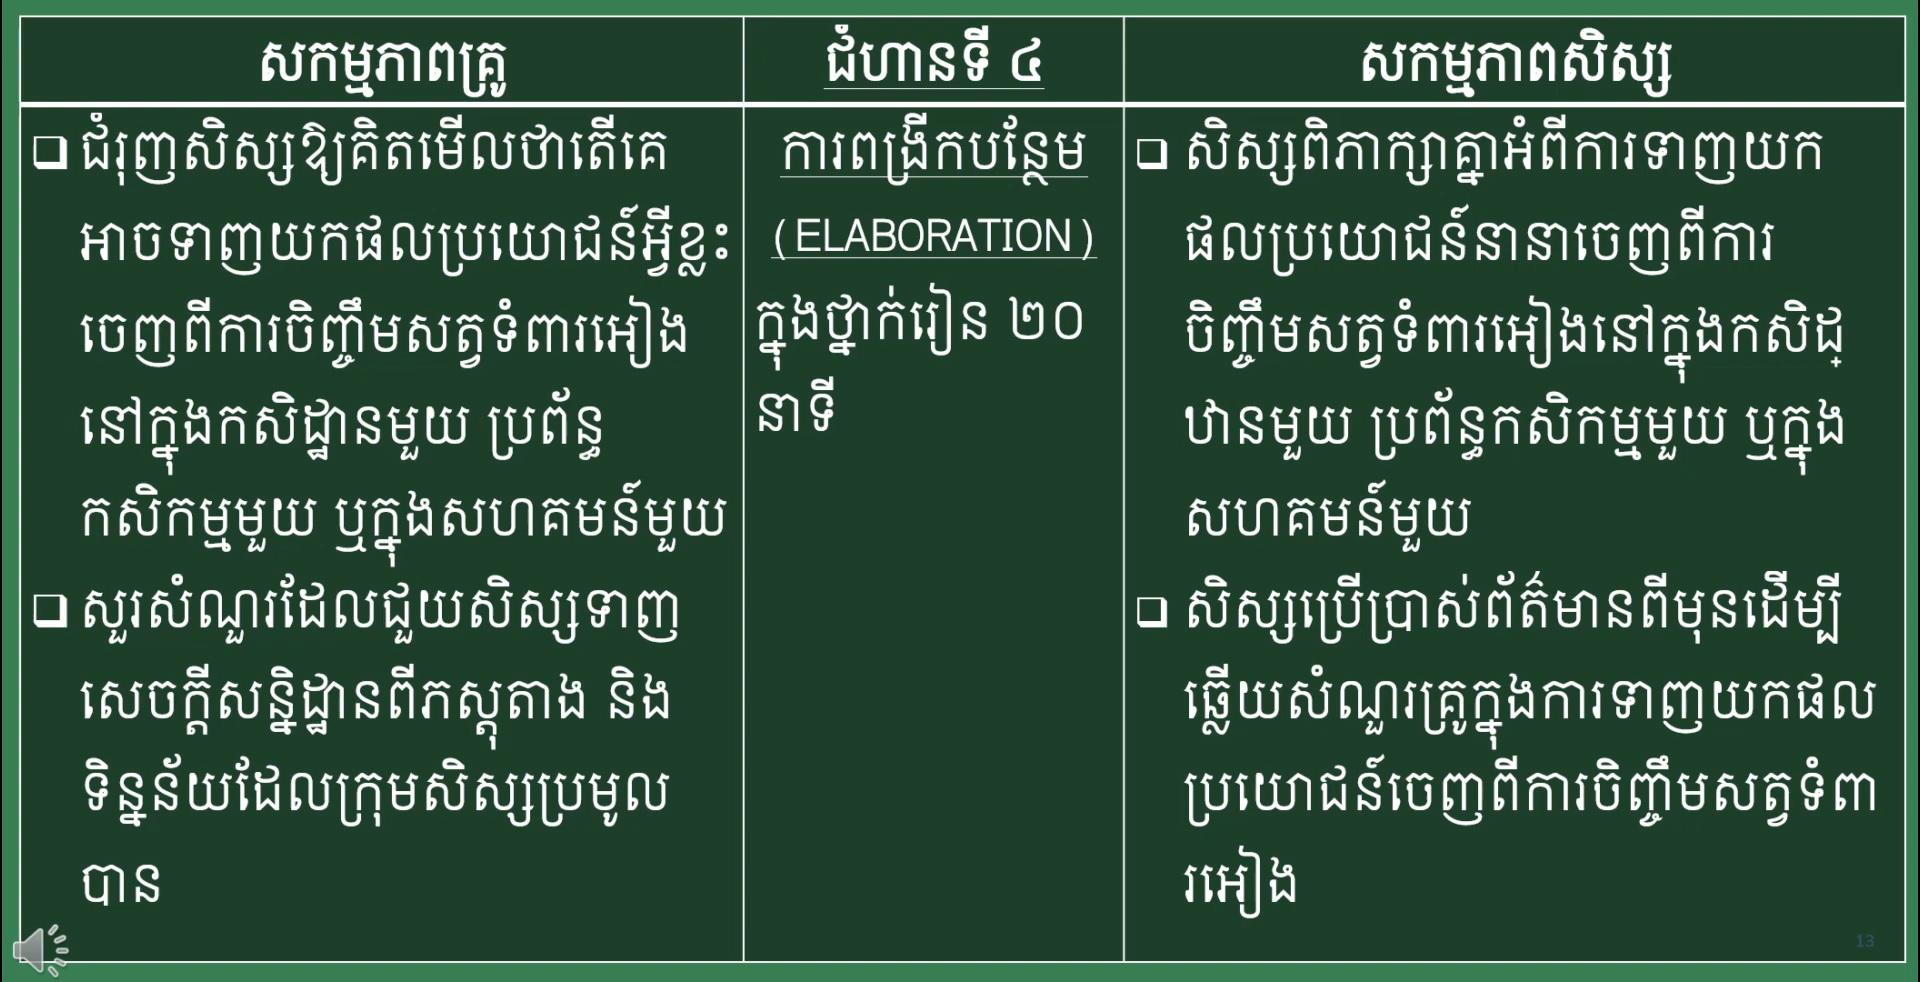 សកម្មភាពគ្រូ
ជំហានទី ៤
សកម្មភាពសិស្ស
❑ ជំរុញសិស្សឱ្យគិតមើលថាតើគេ
អាចទាញយកផលប្រយោជន៍អ្វីខ្លះ
ចេញពីការចិញ្ចឹមសត្វទំពារអៀង
នៅក្នុងកសិដ្ឋានមួយ ប្រព័ន្ធ
កសិកម្មមួយ ឬក្នុងសហគមន៍មួយ
❑ សួរសំណួរដែលជួយសិស្សទាញ
សេចក្តីសន្និដ្ឋានពីភស្តុតាង និង
ទិន្នន័យដែលក្រុមសិស្សប្រមូល
បាន
ការពង្រីកបន្ថែម
(ELABORATION)
ក្នុងថ្នាក់រៀន ២០
នាទី
❑ សិស្សពិភាក្សាគ្នាអំពីការទាញយក
ផលប្រយោជន៍នានាចេញពីការ
ចិញ្ចឹមសត្វទំពារអៀងនៅក្នុងកសិដ្
ឋានមួយ ប្រព័ន្ធកសិកម្មមួយ ឬក្នុង
សហគមន៍មួយ
❑ សិស្សប្រើប្រាស់ព័ត៌មានពីមុនដើម្បី
ឆ្លើយសំណួរគ្រូក្នុងការទាញយកផល
ប្រយោជន៍ចេញពីការចិញ្ចឹមសត្វទំពា
រអៀង
13